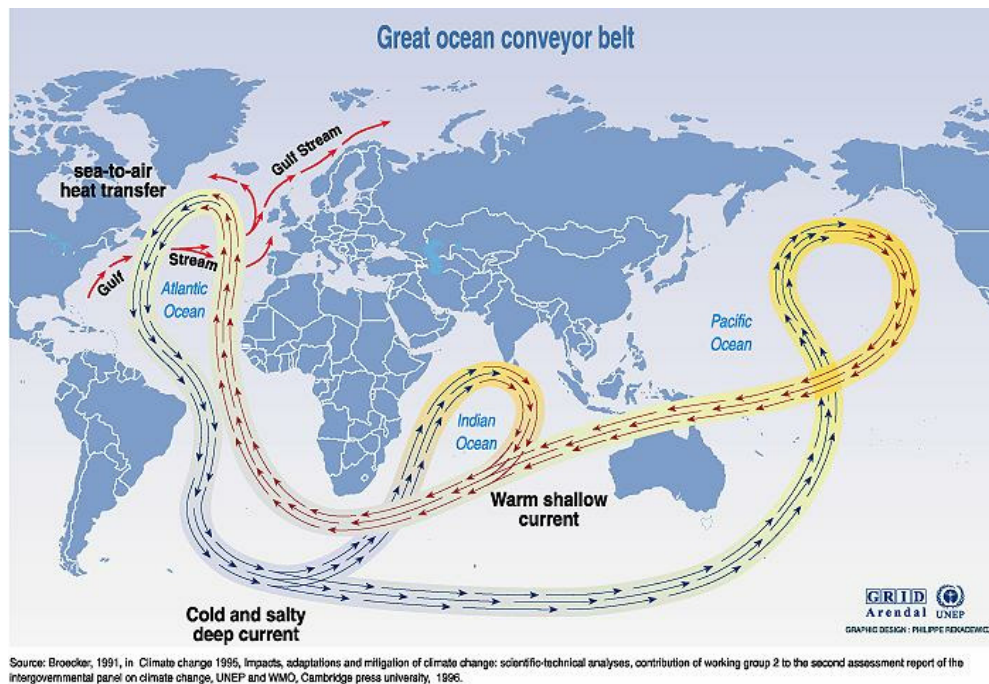 Great ocean conveyor belt
sea-to-air
heat transfer
Gulf Stream
Gulf
Stream
Atlantic
Ocean
Pacific
Ocean
Indian
Ocean
Warm shallow
current
Cold and salty
deep current
GRID
Arendal
UNEP
GRAPHIC DESIGN : PHILIPPE REKACEWICZ
Source: Broecker, 1991, in Climate change 1995, Impacts, adaptations and mitigation of climate change: scientific-technical analyses, contribution of working group 2 to the second assessment report of the
intergovernmental panel on climate change, UNEP and WMO, Cambridge press university, 1996.